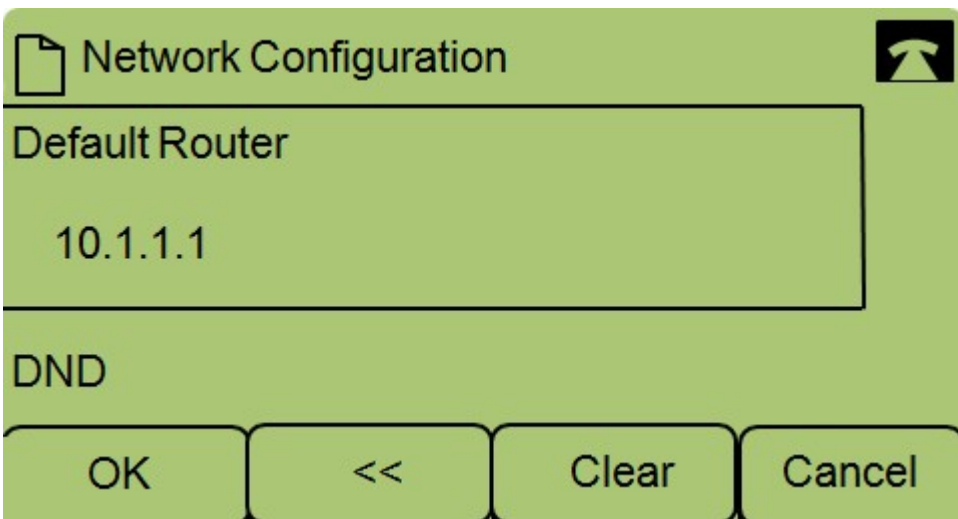 Network Configuration
Default Router
10.1.1.1
DND
OK << Clear Cancel